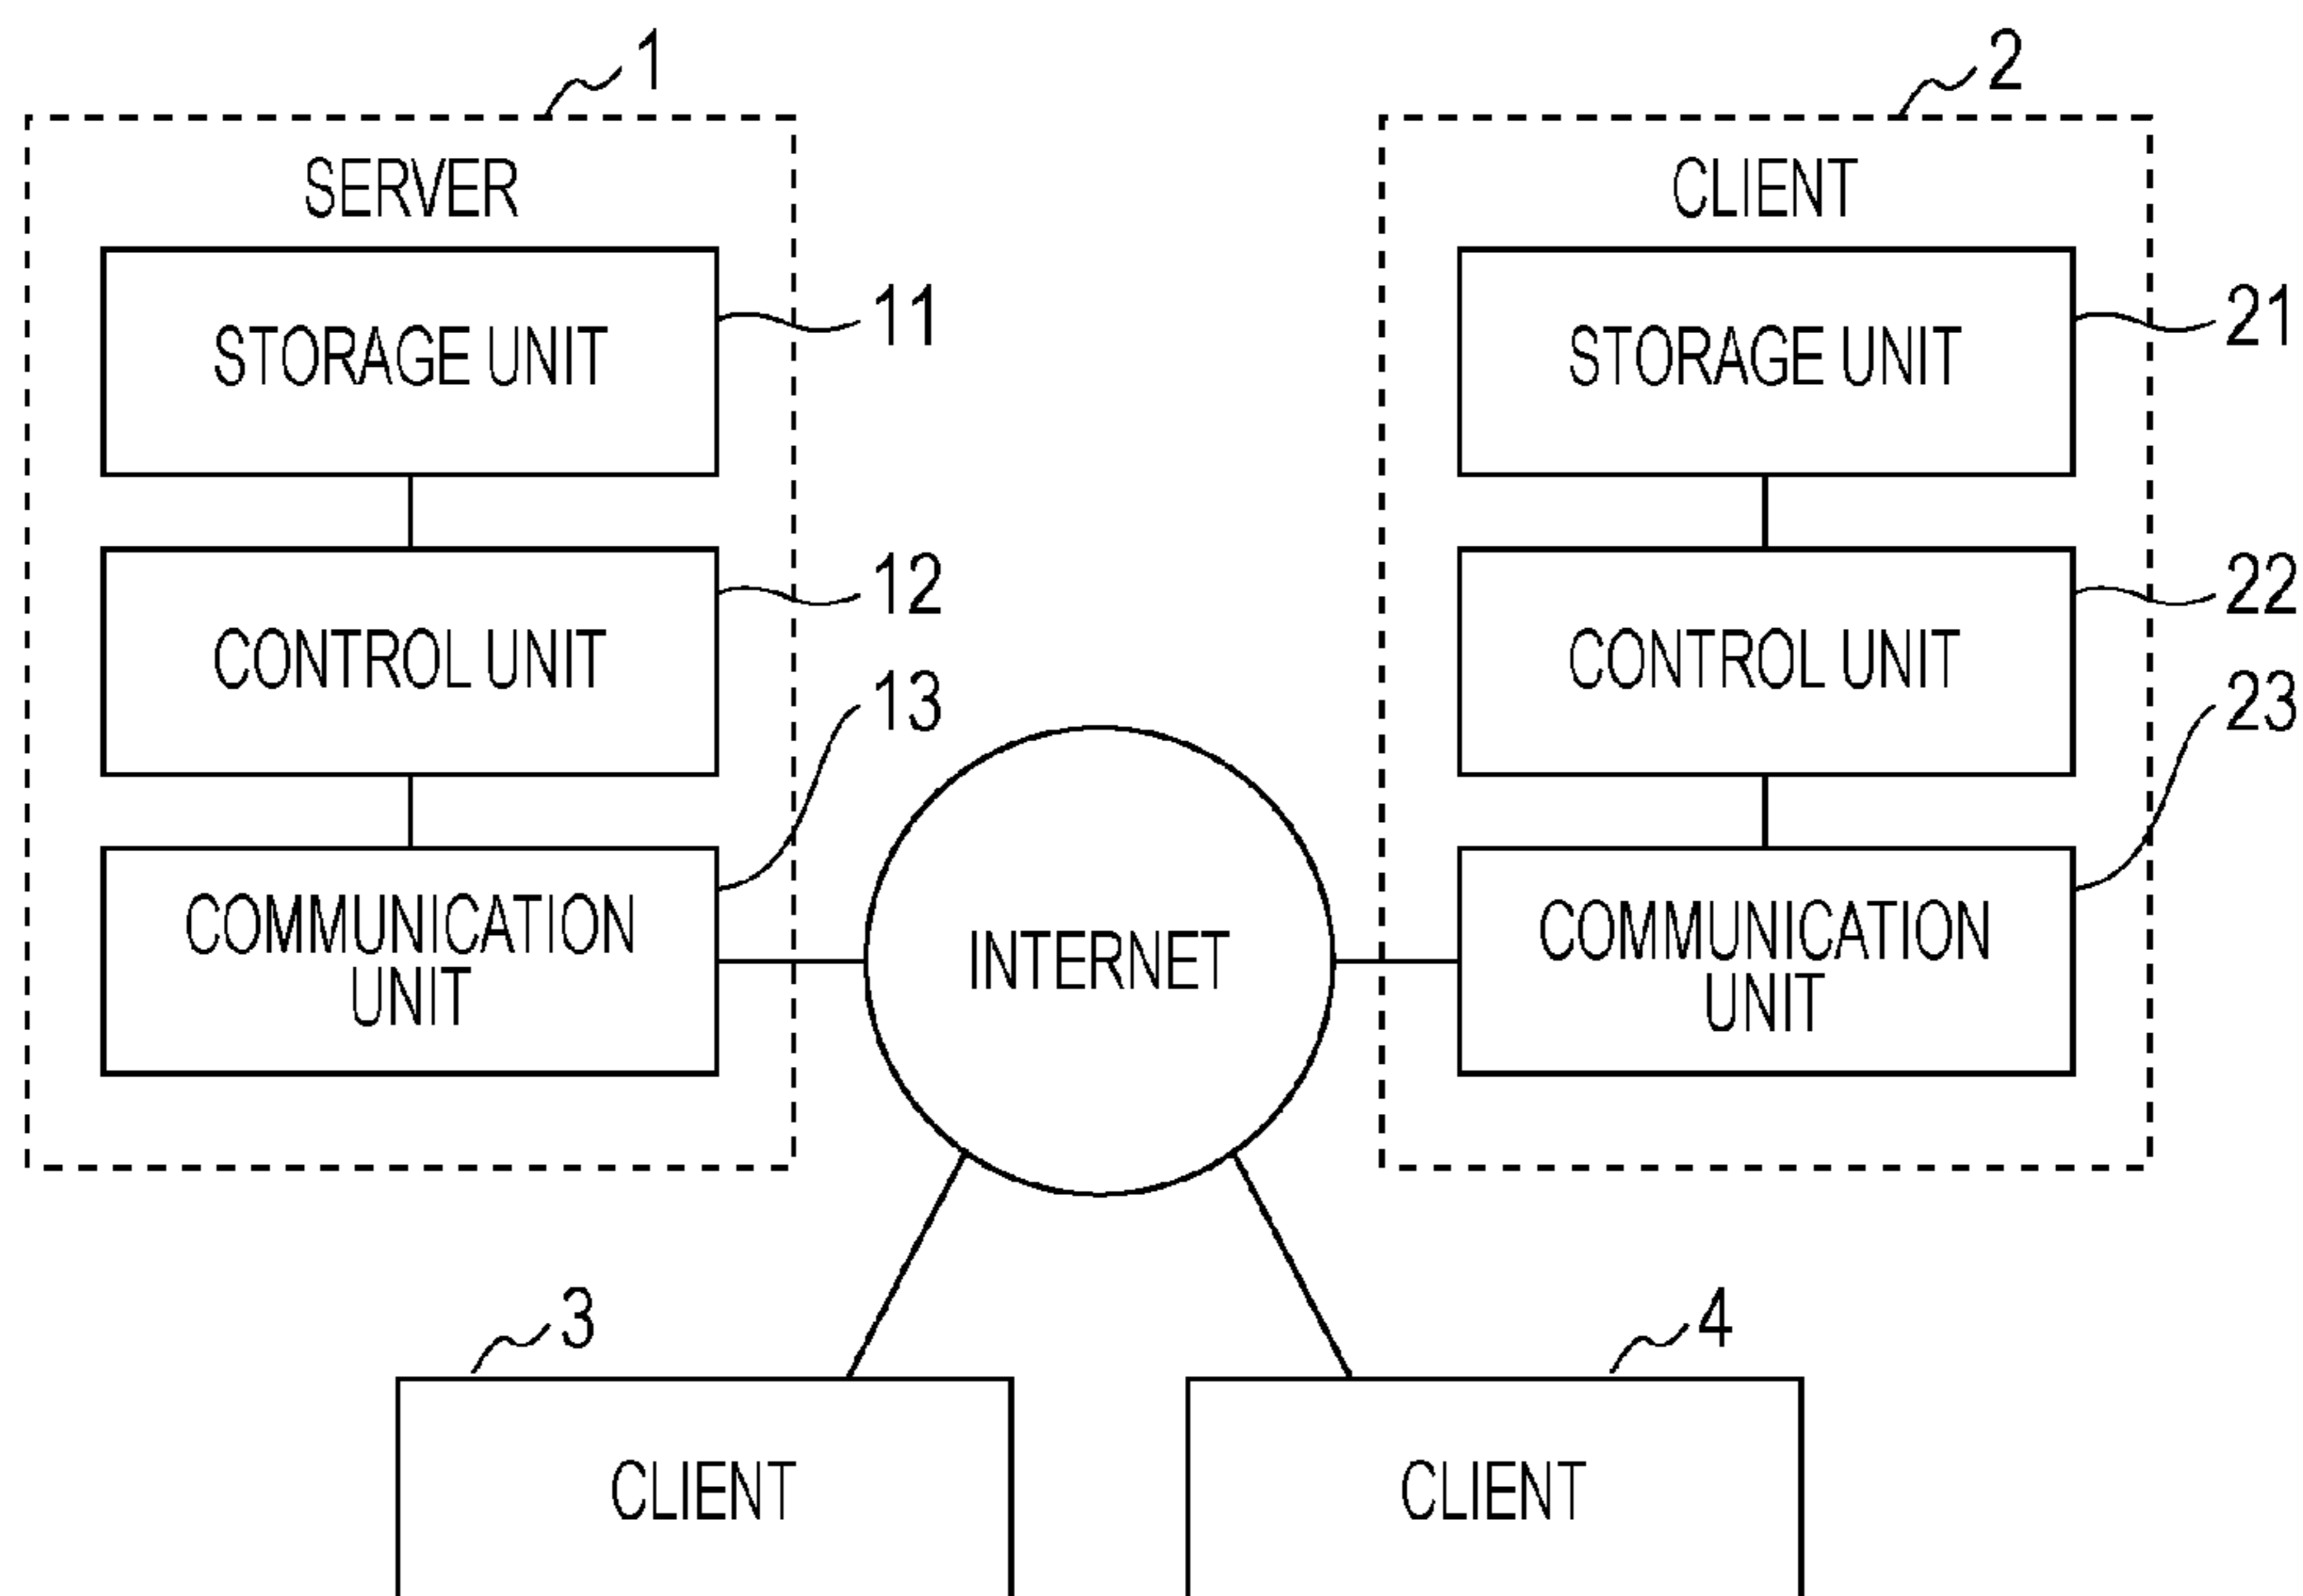 1
2
SERVER
CLIENT
STORAGE UNIT
11
STORAGE UNIT
21
CONTROL UNIT
12
CONTROL UNIT
22
13
23
COMMUNICATION
UNIT
INTERNET
COMMUNICATION
UNIT
3
4
CLIENT
CLIENT